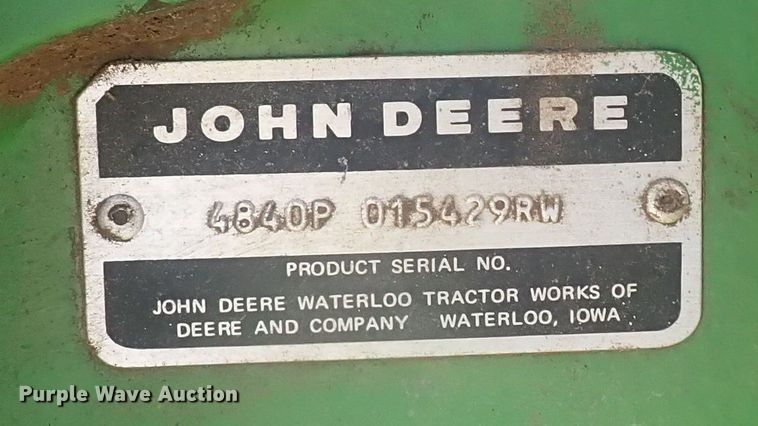 JOHN DEERE
4840P 015429RW
PRODUCT SERIAL NO.
JOHN DEERE WATERLOO TRACTOR WORKS OF
DEERE AND COMPANY WATERLOO, IOWA
Purple Wave Auction